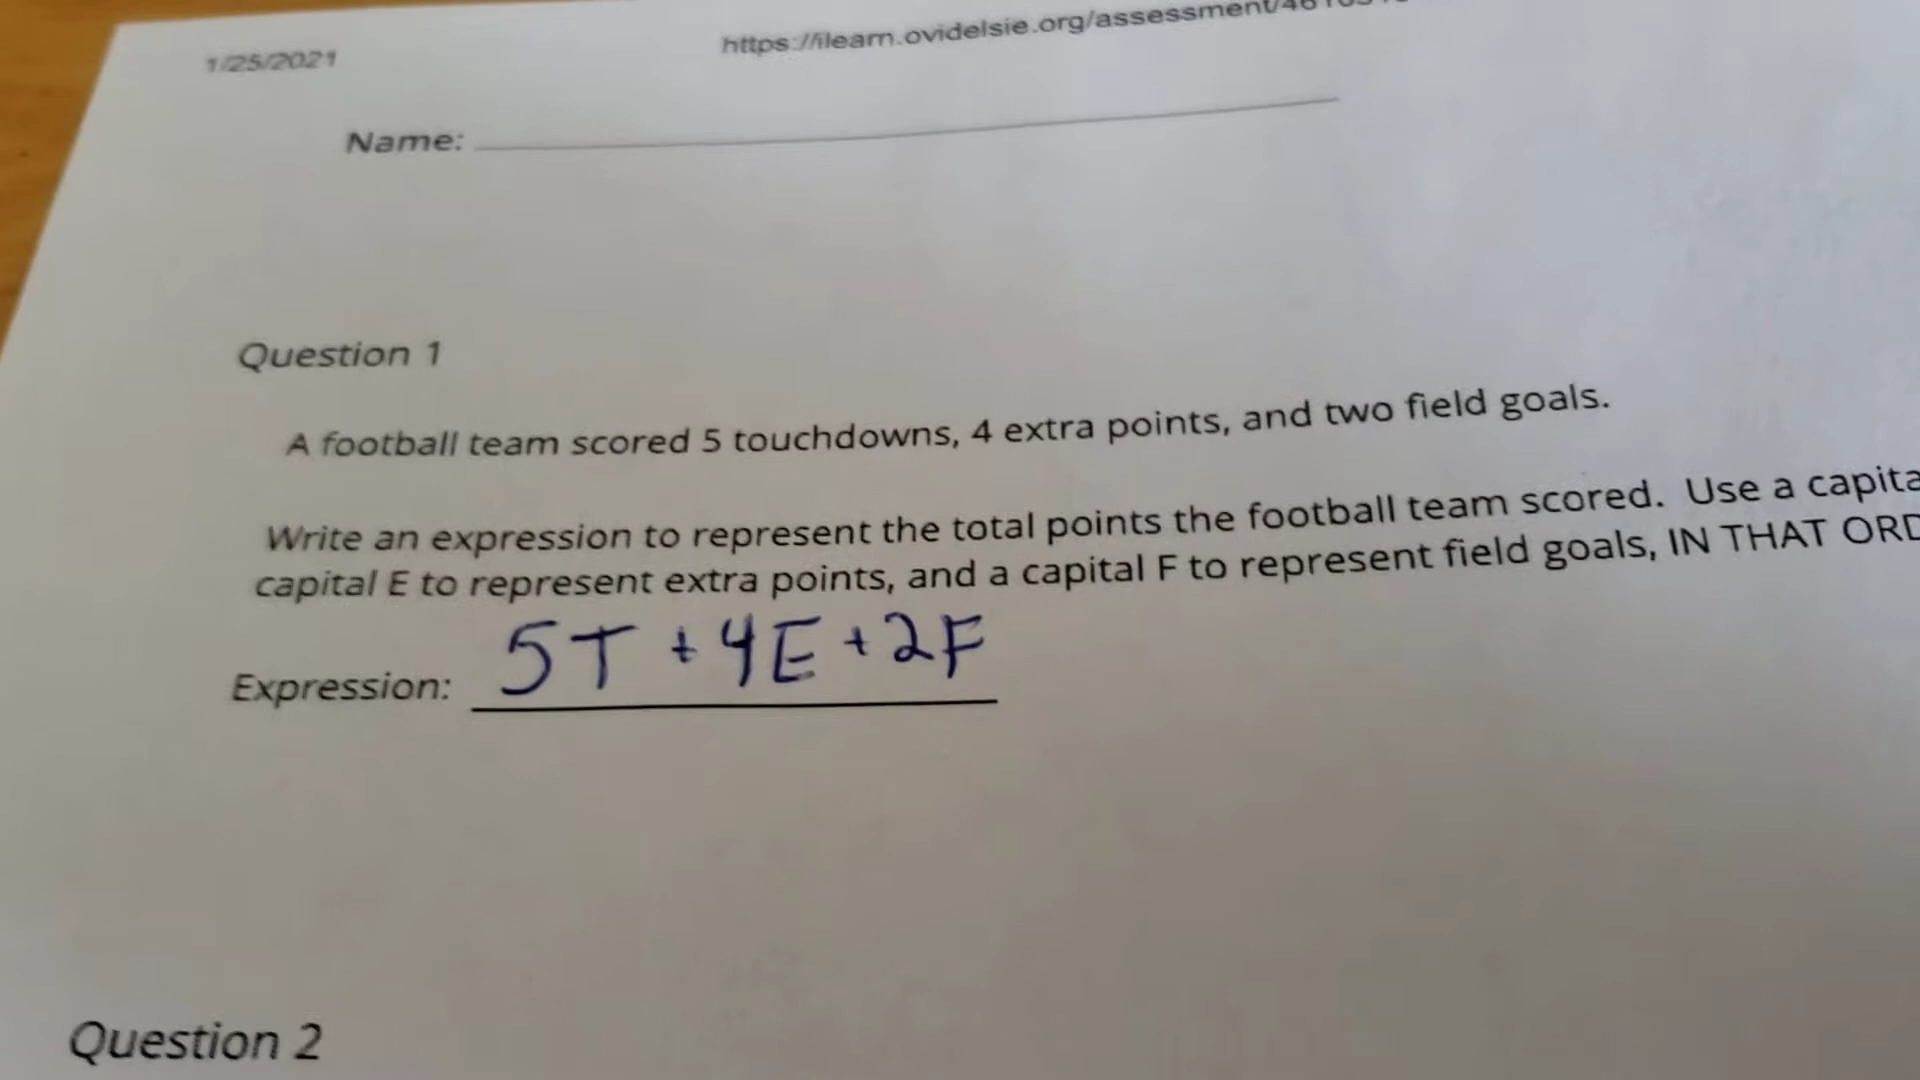 1/25/2021
https://ilearn.ovidelsie.org/assessment/
Name:
Question 1
A football team scored 5 touchdowns, 4 extra points, and two field goals.
Write an expression to represent the total points the football team scored. Use a capita
capital E to represent extra points, and a capital F to represent field goals, IN THAT ORD
Expression: 5T + 4E + 2F
Question 2